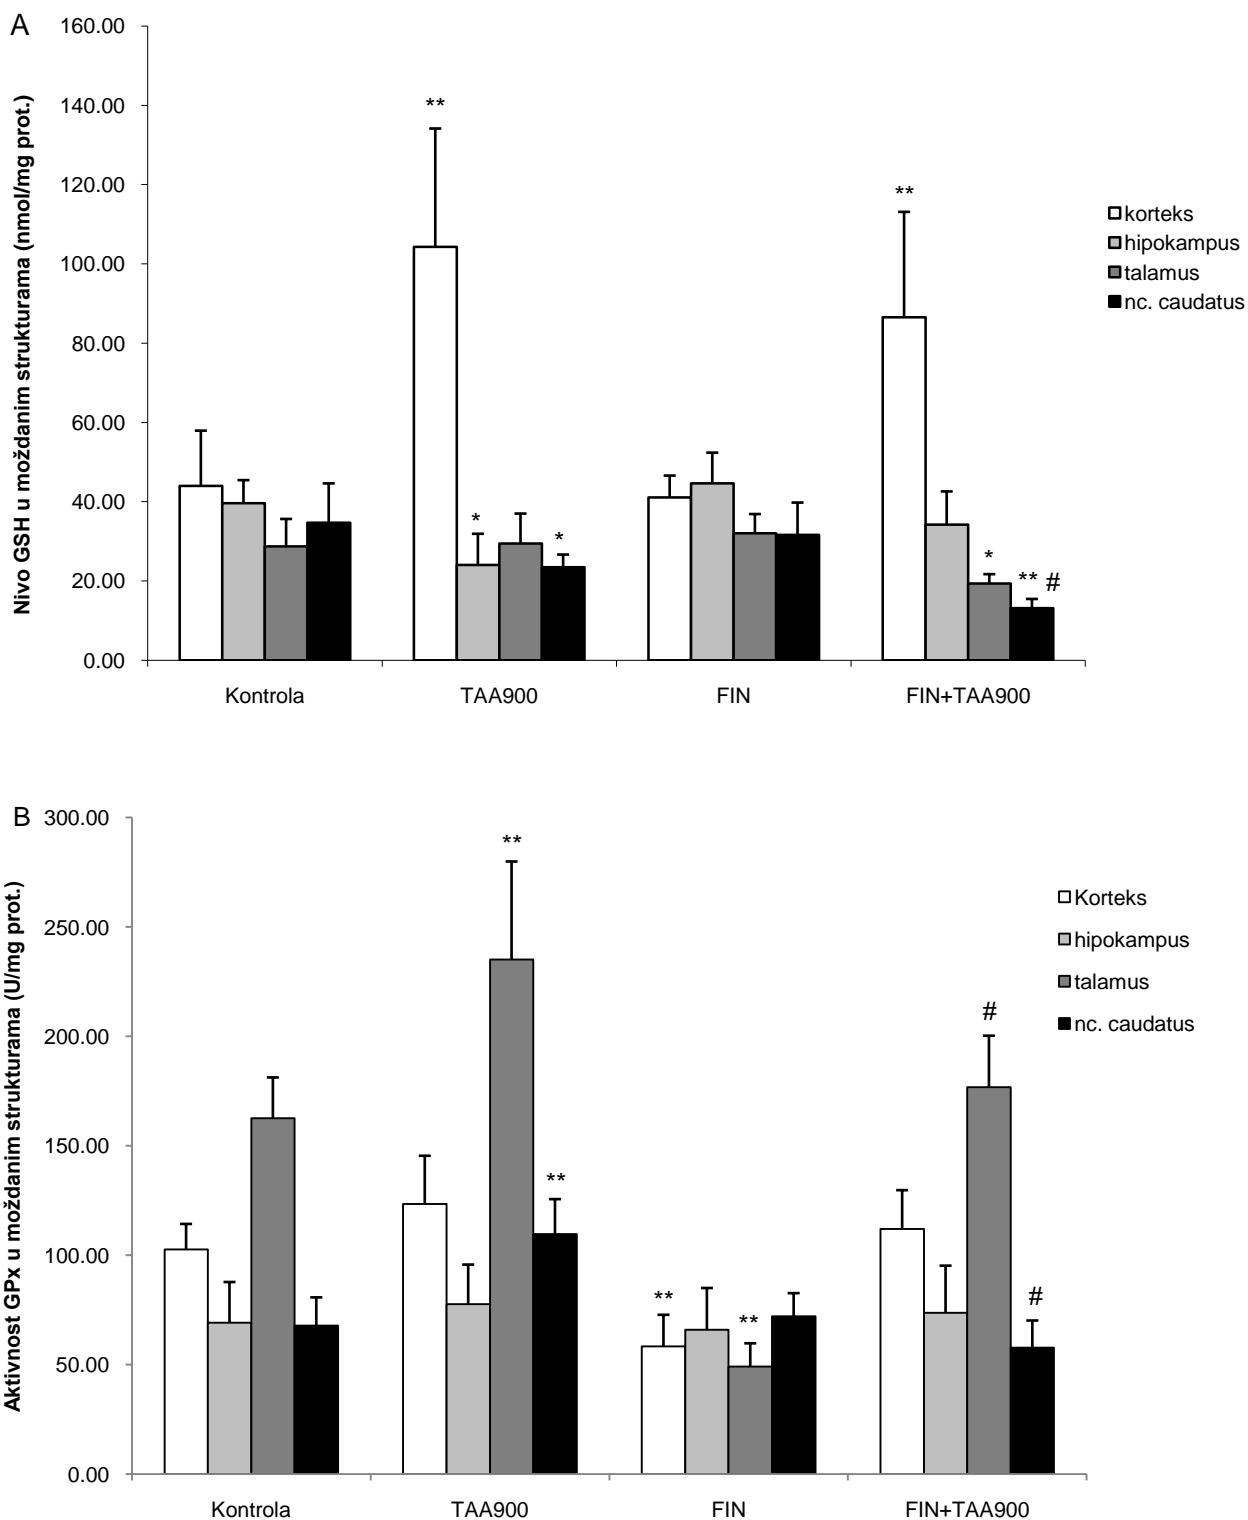 A
Nivo GSH u moždanim strukturama (nmol/mg prot.)
160.00
140.00
120.00
100.00
80.00
60.00
40.00
20.00
0.00
**
*
*
**
*
** #
korteks
hipokampus
talamus
nc. caudatus
Kontrola TAA900 FIN FIN+TAA900
B
Aktivnost GPx u moždanim strukturama (U/mg prot.)
300.00
250.00
200.00
150.00
100.00
50.00
0.00
**
**
**
**
#
#
Korteks
hipokampus
talamus
nc. caudatus
Kontrola TAA900 FIN FIN+TAA900